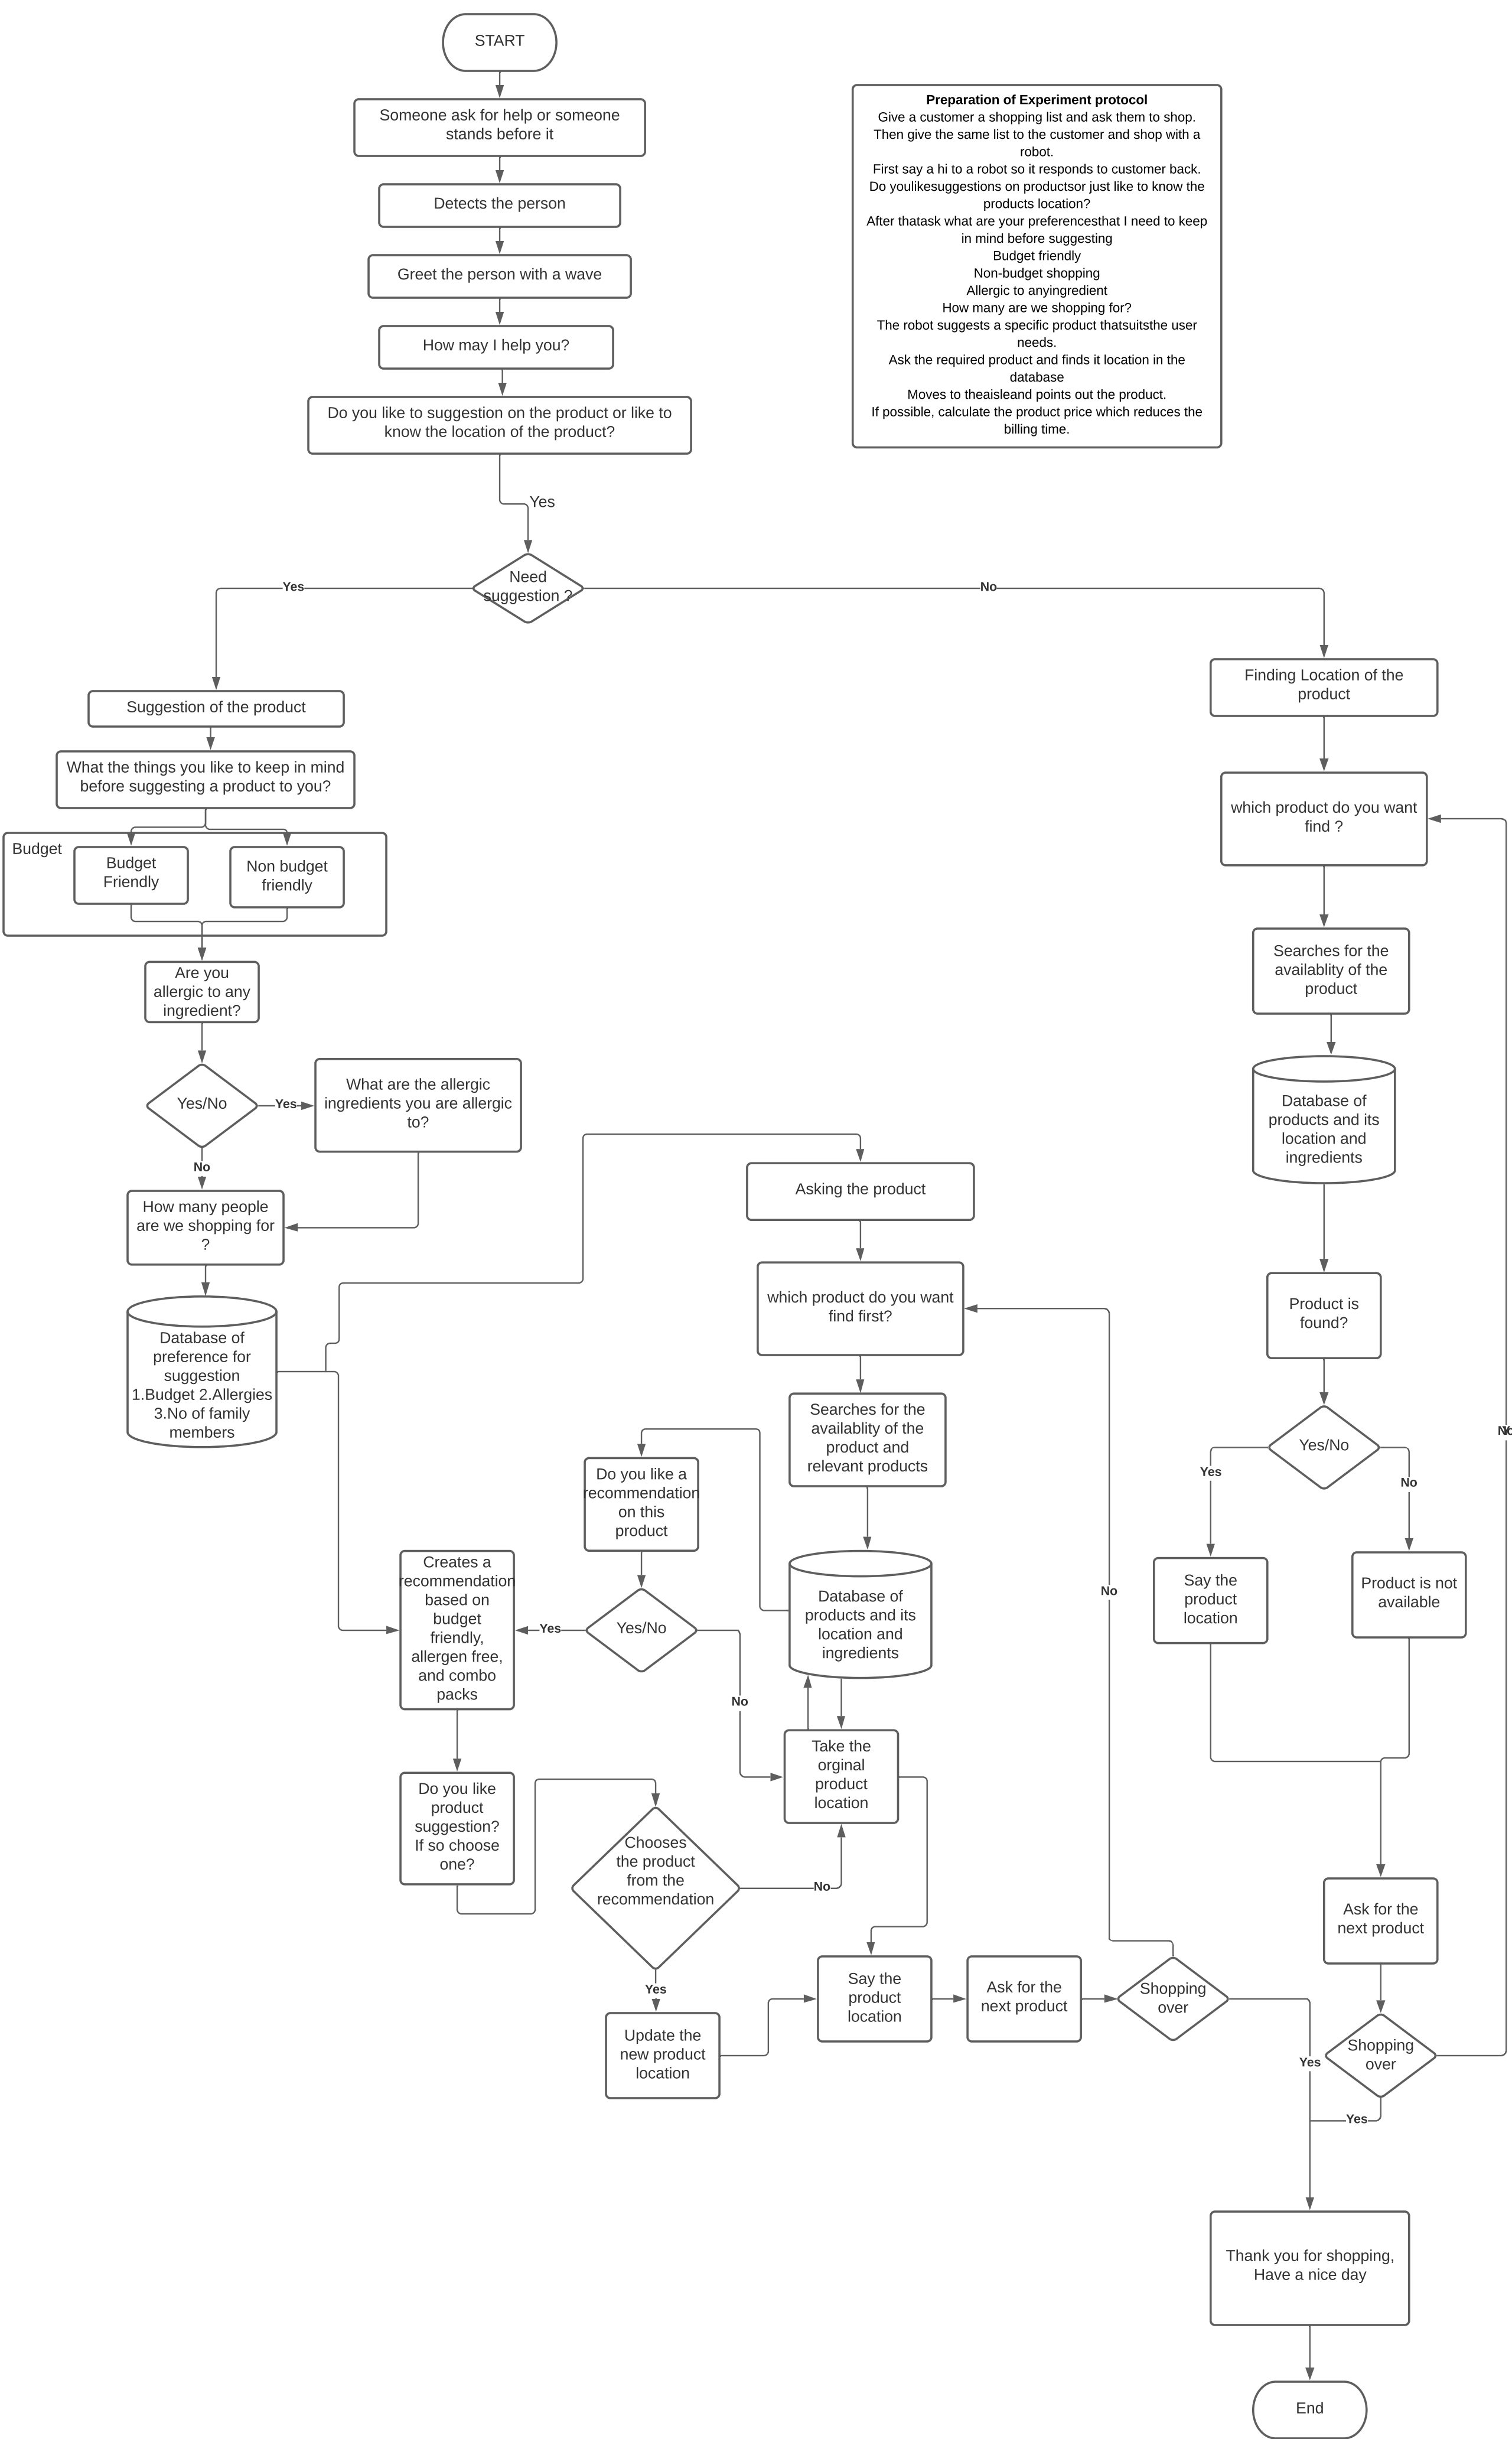 START
Someone ask for help or someone
stands before it
Detects the person
Greet the person with a wave
How may I help you?
Do you like to suggestion on the product or like to
know the location of the product?
Preparation of Experiment protocol
Give a customer a shopping list and ask them to shop.
Then give the same list to the customer and shop with a
robot.
First say a hi to a robot so it responds to customer back.
Do youlikesuggestions on productsor just like to know the
products location?
After thatask what are your preferencesthat I need to keep
in mind before suggesting
Budget friendly
Non-budget shopping
Allergic to anyingredient
How many are we shopping for?
The robot suggests a specific product thatsuitsthe user
needs.
Ask the required product and finds it location in the
database
Moves to theaisleand points out the product.
If possible, calculate the product price which reduces the
billing time.
Yes
Need
suggestion ?
Yes
No
Suggestion of the product
What the things you like to keep in mind
before suggesting a product to you?
Budget
Budget
Friendly
Non budget
friendly
Are you
allergic to any
ingredient?
Yes/No
Yes
What are the allergic
ingredients you are allergic
to?
No
How many people
are we shopping for
?
Database of
preference for
suggestion
1.Budget 2.Allergies
3.No of family
members
Asking the product
which product do you want
find first?
Searches for the
availablity of the
product and
relevant products
Database of
products and its
location and
ingredients
Do you like a
recommendation
on this
product
Yes/No
Yes
No
Creates a
recommendation
based on
budget
friendly,
allergen free,
and combo
packs
Do you like
product
suggestion?
If so choose
one?
Chooses
the product
from the
recommendation
No
Yes
Take the
orginal
product
location
Update the
new product
location
Say the
product
location
Ask for the
next product
Shopping
over
No
Yes
Finding Location of the
product
which product do you want
find ?
Searches for the
availablity of the
product
Database of
products and its
location and
ingredients
Product is
found?
Yes/No
Yes
No
Say the
product
location
Product is not
available
Ask for the
next product
Shopping
over
Yes
Thank you for shopping,
Have a nice day
End